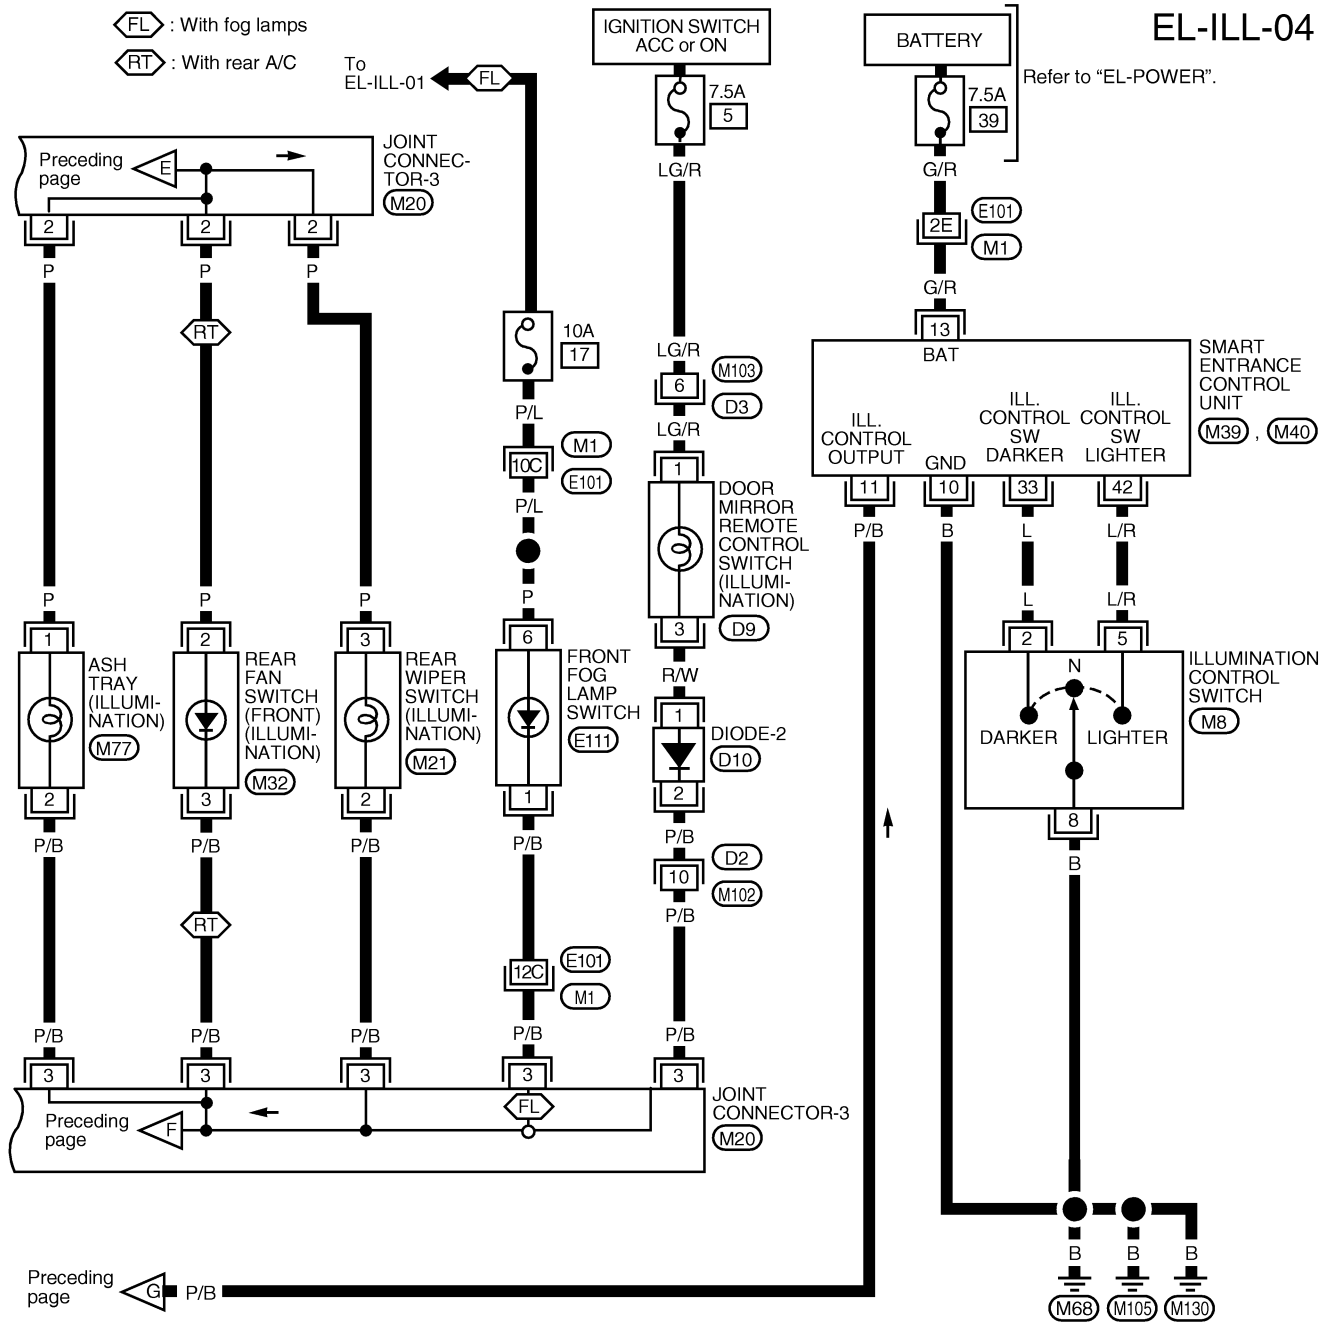 EL-ILL-04
FL : With fog lamps
RT : With rear A/C
To
EL-ILL-01
FL
IGNITION SWITCH
ACC or ON
BATTERY
Refer to “EL-POWER”.
7.5A
5
7.5A
39
LG/R
G/R
2E
E101
M1
G/R
Preceding
page
E
JOINT
CONNEC-
TOR-3
M20
2
2
2
P
P
P
RT
10A
17
P/L
10C
M1
E101
P/L
P
LG/R
6
M103
D3
LG/R
1
DOOR
MIRROR
REMOTE
CONTROL
SWITCH
(ILLUMI-
NATION)
3
D9
R/W
1
DIODE-2
D10
2
P/B
10
D2
M102
P/B
P/B
13
BAT
SMART
ENTRANCE
CONTROL
UNIT
M39 , M40
ILL.
CONTROL
OUTPUT
GND
ILL.
CONTROL
SW
DARKER
ILL.
CONTROL
SW
LIGHTER
11
10
33
42
P/B
B
L
L/R
L
L/R
2
5
N
DARKER
LIGHTER
ILLUMINATION
CONTROL
SWITCH
M8
8
B
P
P
1
2
3
6
ASH
TRAY
(ILLUMI-
NATION)
M77
REAR
FAN
SWITCH
(FRONT)
(ILLUMI-
NATION)
M32
REAR
WIPER
SWITCH
(ILLUMI-
NATION)
M21
FRONT
FOG
LAMP
SWITCH
E111
2
3
2
1
P/B
P/B
P/B
P/B
RT
12C
E101
M1
P/B
P/B
P/B
P/B
3
3
3
3
3
FL
Preceding
page
F
JOINT
CONNECTOR-3
M20
Preceding
page
G
P/B
B
B
B
M68
M105
M130